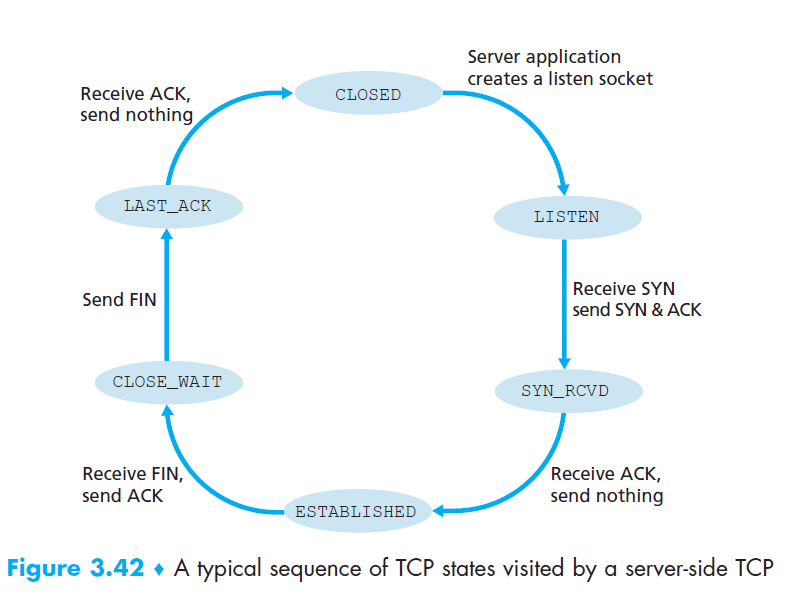 Server application
creates a listen socket
Receive ACK,
send nothing
CLOSED
LAST_ACK
LISTEN
Send FIN
Receive SYN
send SYN & ACK
CLOSE_WAIT
SYN_RCVD
Receive FIN,
send ACK
Receive ACK,
send nothing
ESTABLISHED
Figure 3.42 ♦ A typical sequence of TCP states visited by a server-side TCP